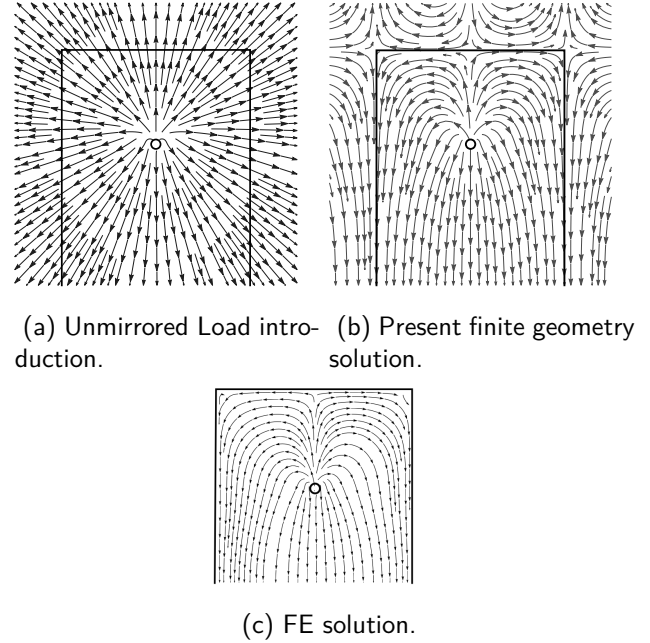 (a) Unmirrored Load intro-
duction.
(b) Present finite geometry
solution.
(c) FE solution.